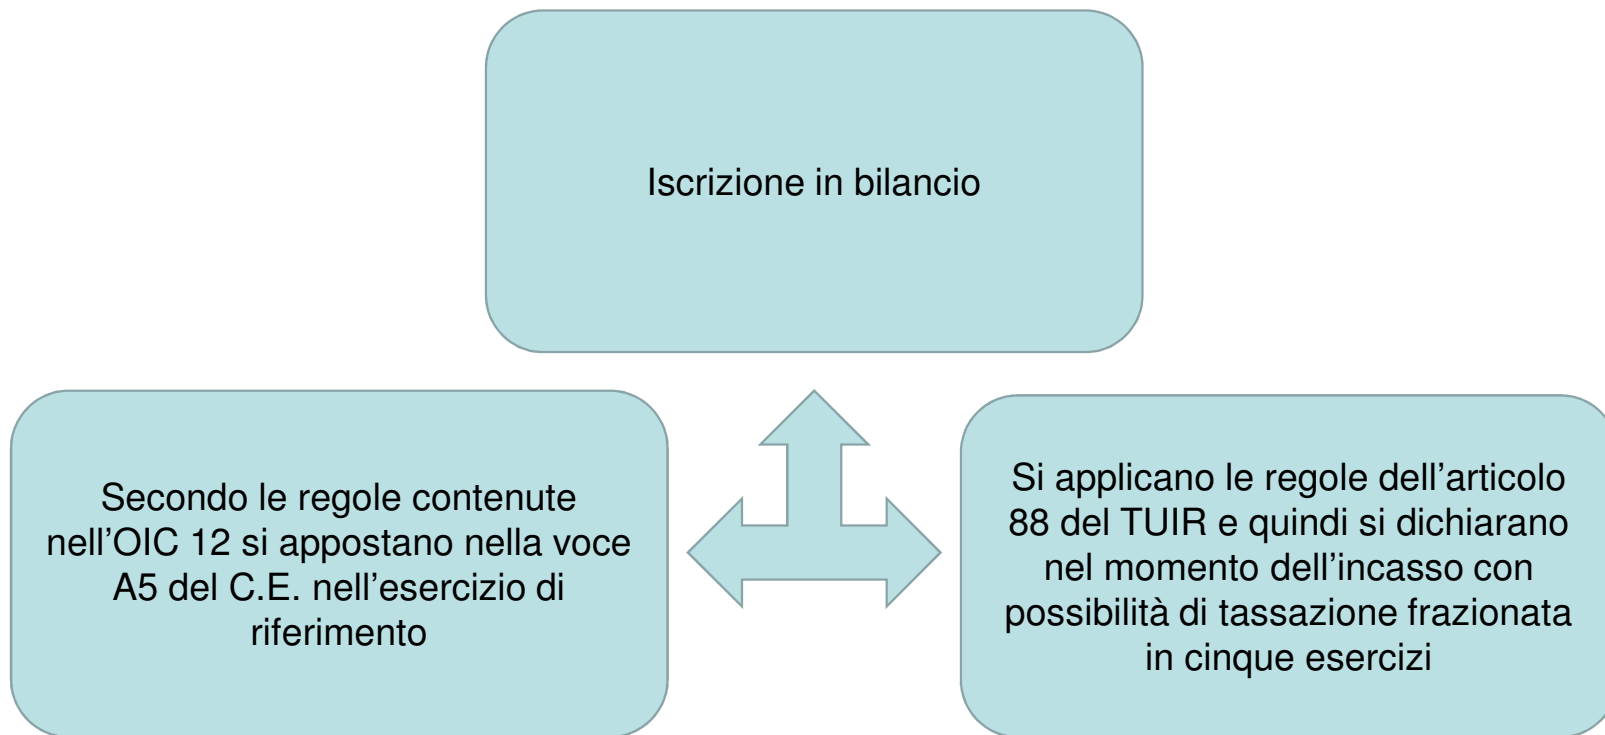 Iscrizione in bilancio
Secondo le regole contenute
nell’OIC 12 si appostano nella voce
A5 del C.E. nell’esercizio di
riferimento
Si applicano le regole dell’articolo
88 del TUIR e quindi si dichiarano
nel momento dell’incasso con
possibilità di tassazione frazionata
in cinque esercizi